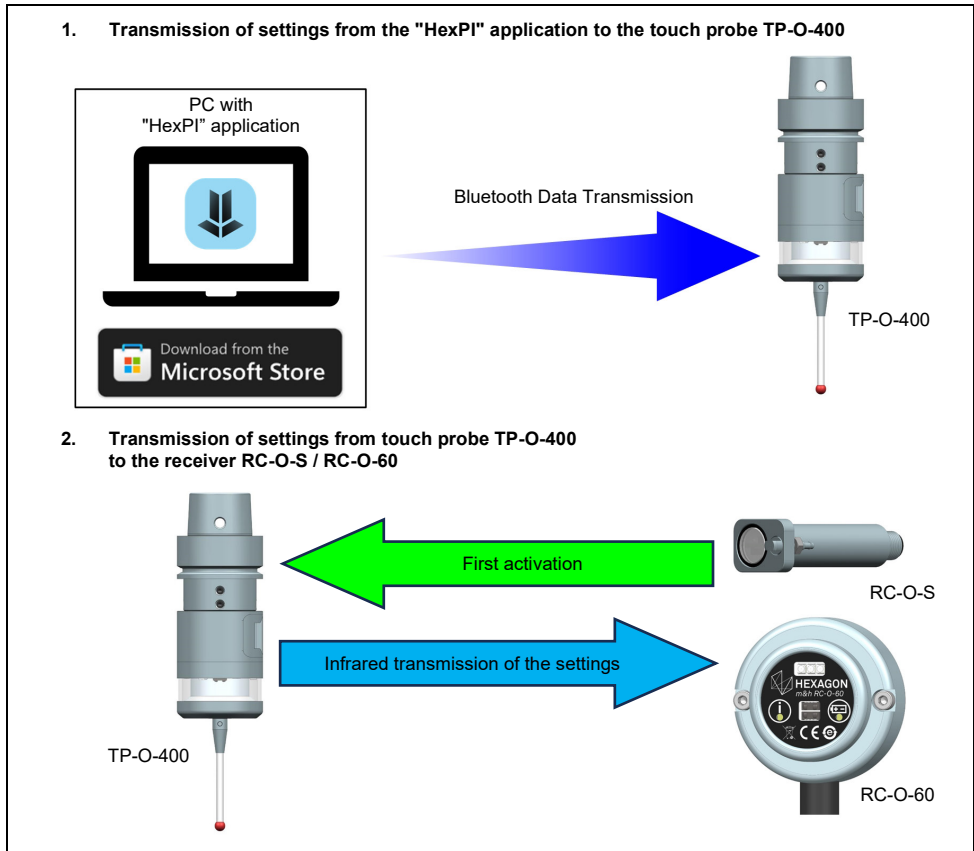 1. Transmission of settings from the "HexPI" application to the touch probe TP-O-400
PC with
"HexPI” application
Download from the
Microsoft Store
Bluetooth Data Transmission
TP-O-400
2. Transmission of settings from touch probe TP-O-400
to the receiver RC-O-S / RC-O-60
First activation
RC-O-S
Infrared transmission of the settings
HEXAGON
m&h RC-O-60
i
CE
e
TP-O-400
RC-O-60